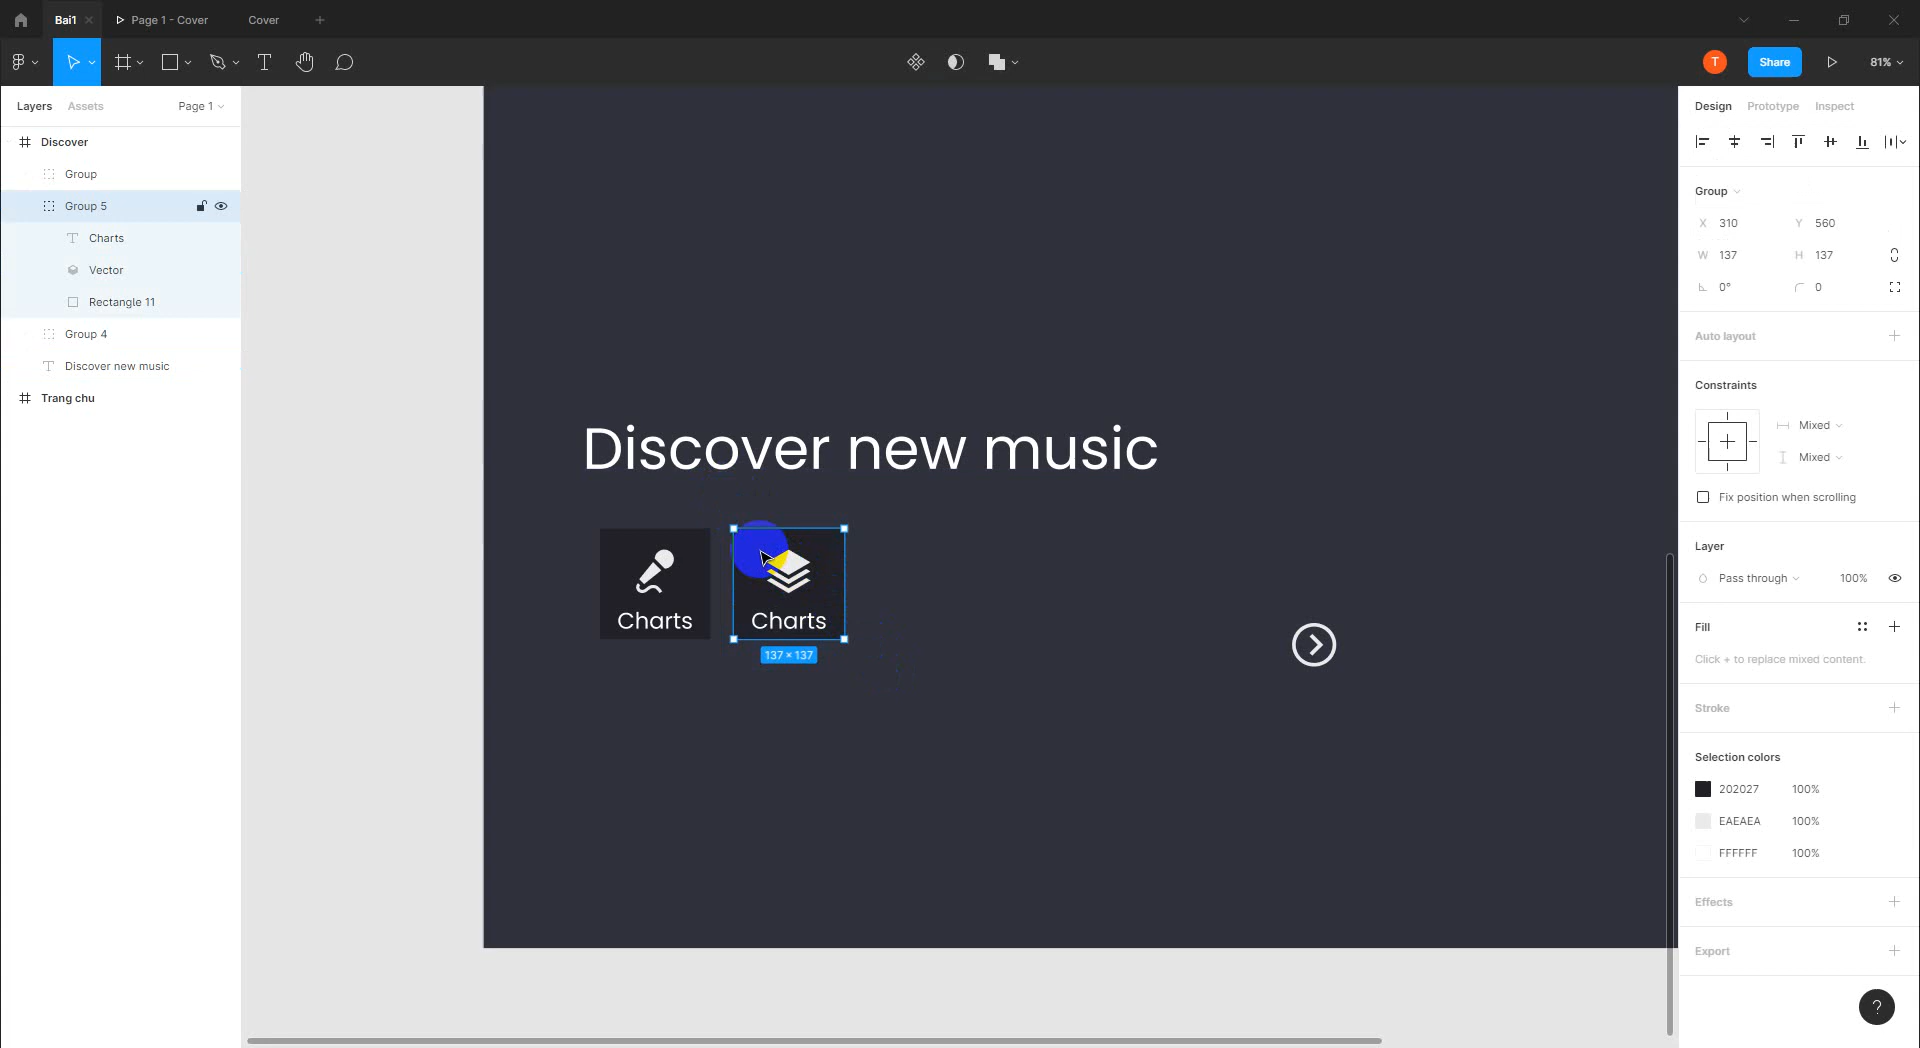 Bai1
Page 1 - Cover
Cover
T
Share
81%
Layers
Assets
Page 1
Design
Prototype
Inspect
Discover
Group
Group 5
Charts
Vector
Rectangle 11
Group 4
Discover new music
Trang chu
Discover new music
Charts
Charts
137 × 137
Group
X 310
Y 560
W 137
H 137
0°
0
Auto layout
Constraints
Mixed
Mixed
Fix position when scrolling
Layer
Pass through
100%
Fill
Click + to replace mixed content.
Stroke
Selection colors
202027 100%
EAEAEA 100%
FFFFFF 100%
Effects
Export
?